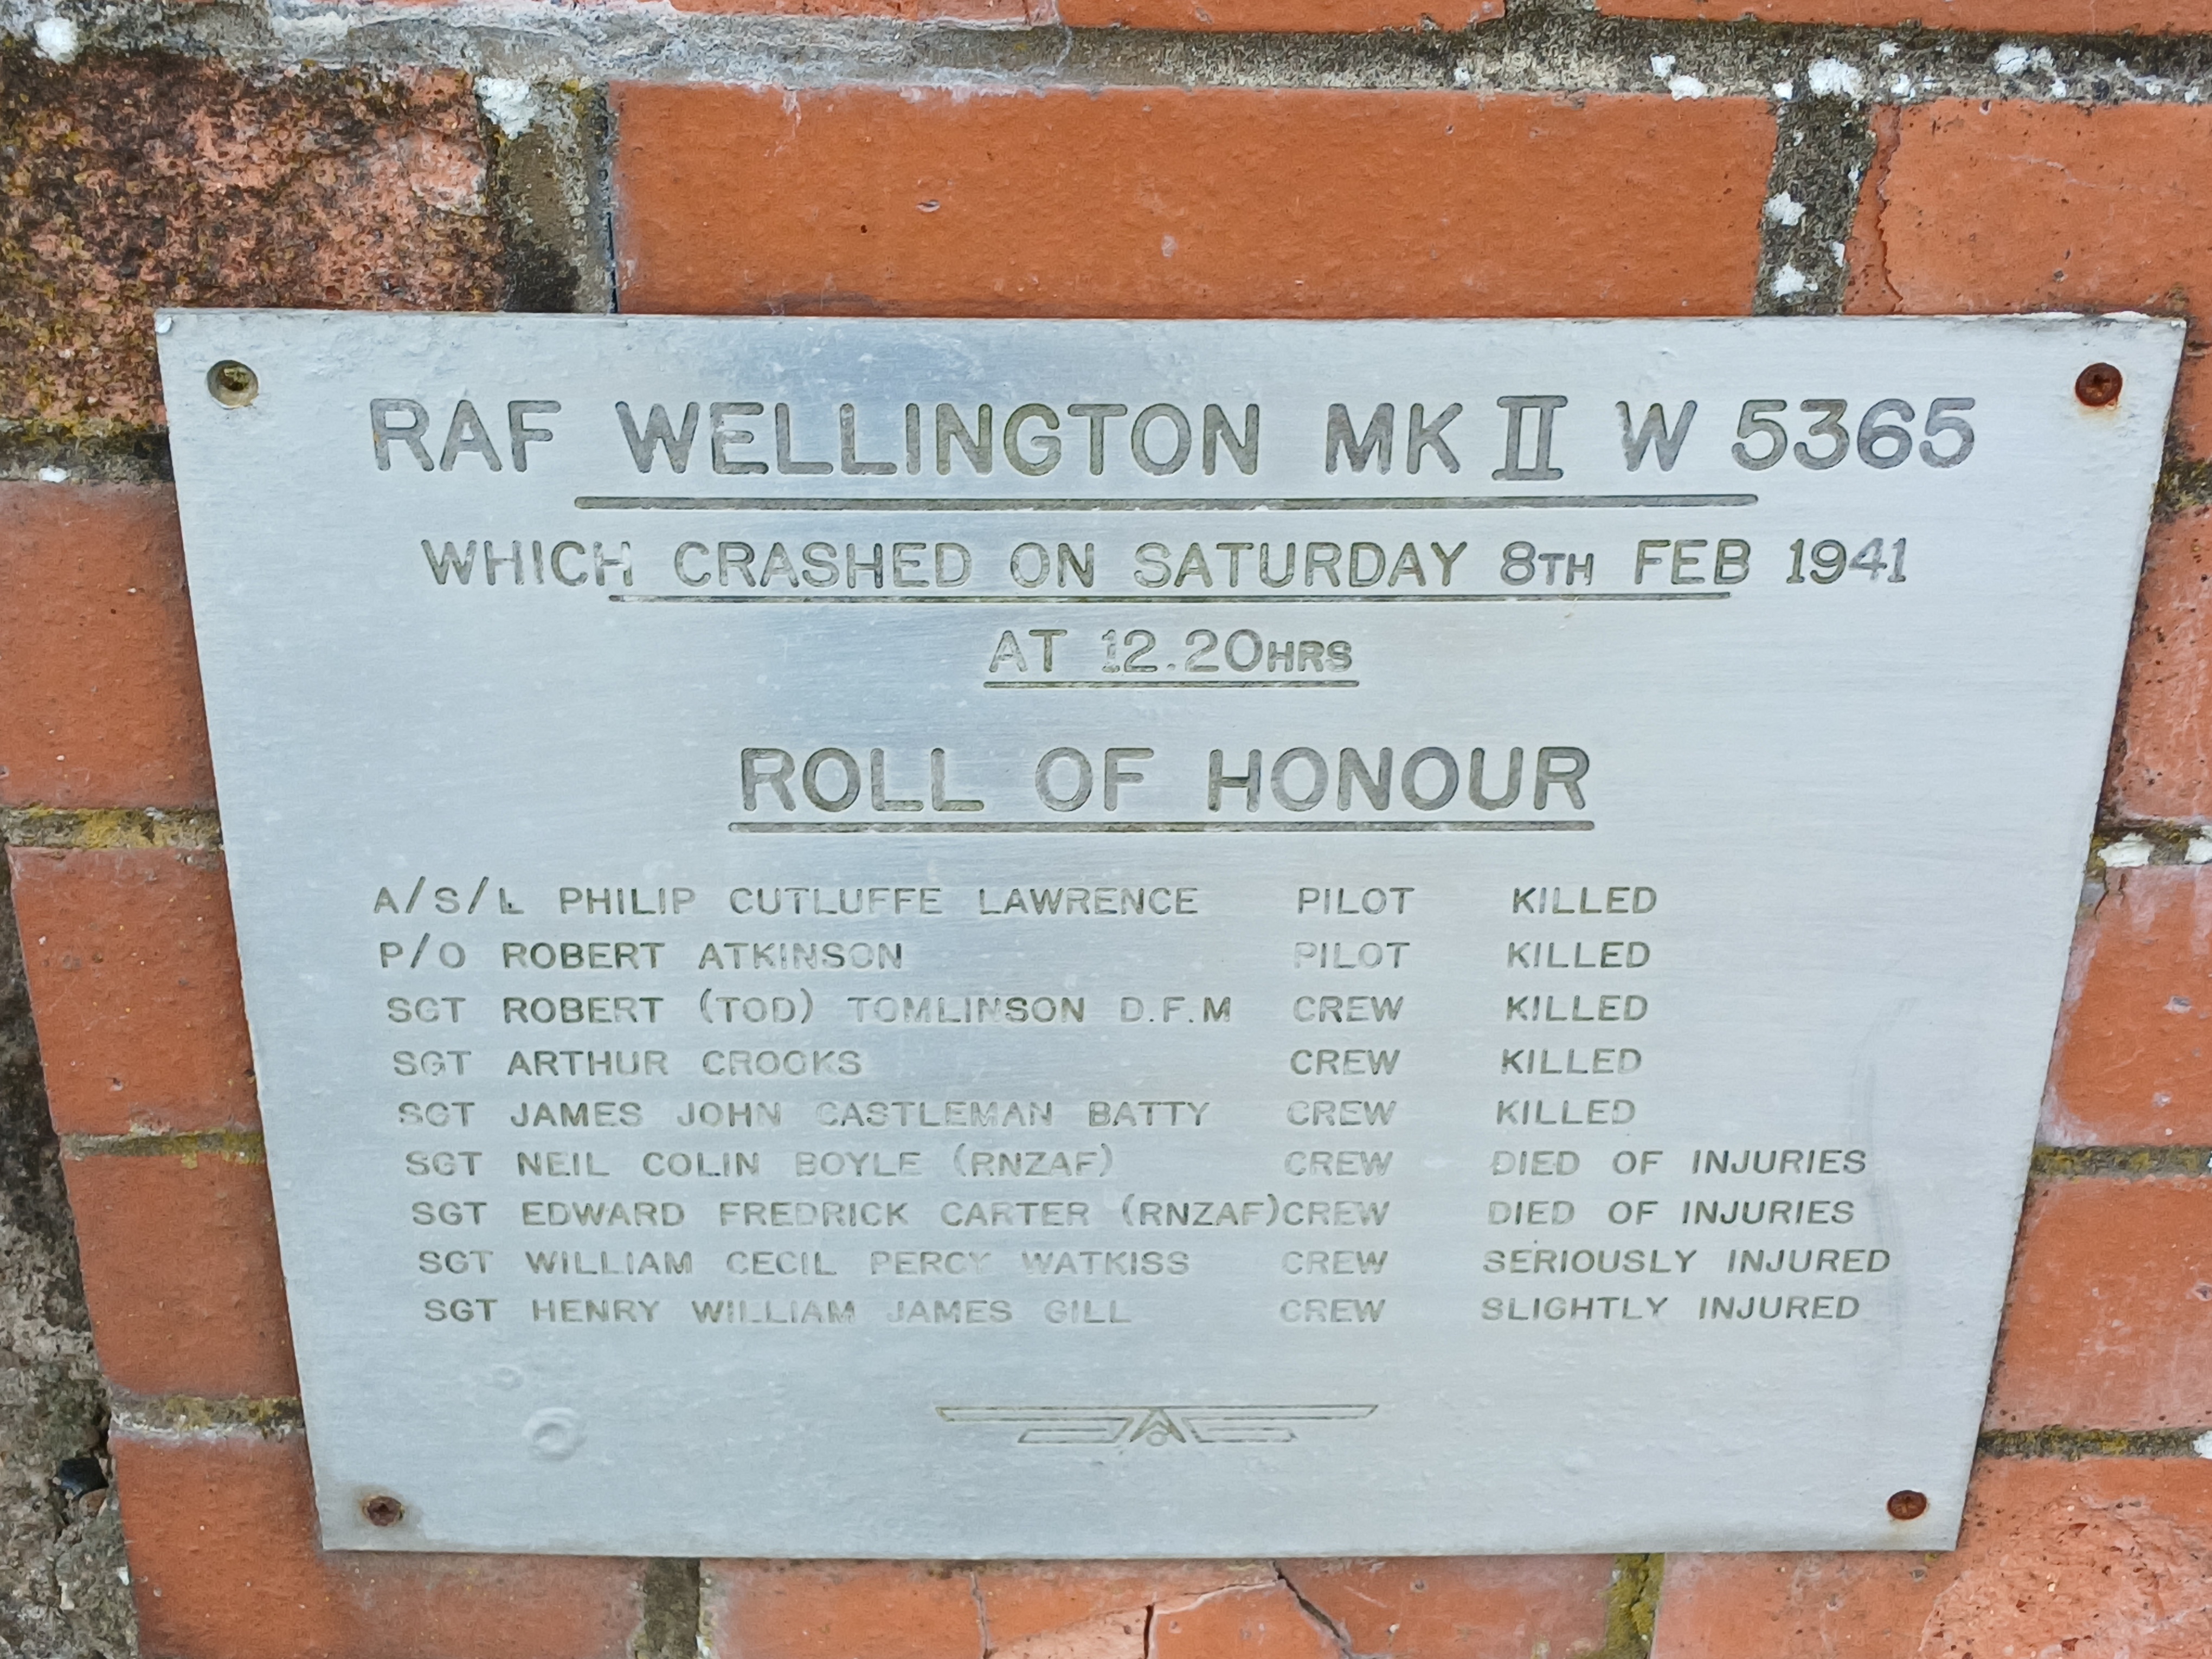 RAF WELLINGTON MK II W 5365
WHICH CRASHED ON SATURDAY 8TH FEB 1941
AT 12.20HRS
ROLL OF HONOUR
A/S/L PHILIP CUTLUFFE LAWRENCE PILOT KILLED
P/O ROBERT ATKINSON PILOT KILLED
SGT ROBERT (TOD) TOMLINSON D.F.M CREW KILLED
SGT ARTHUR CROOKS CREW KILLED
SGT JAMES JOHN CASTLEMAN BATTY CREW KILLED
SGT NEIL COLIN BOYLE (RNZAF) CREW DIED OF INJURIES
SGT EDWARD FREDRICK CARTER (RNZAF) CREW DIED OF INJURIES
SGT WILLIAM CECIL PERCY WATKISS CREW SERIOUSLY INJURED
SGT HENRY WILLIAM JAMES GILL CREW SLIGHTLY INJURED